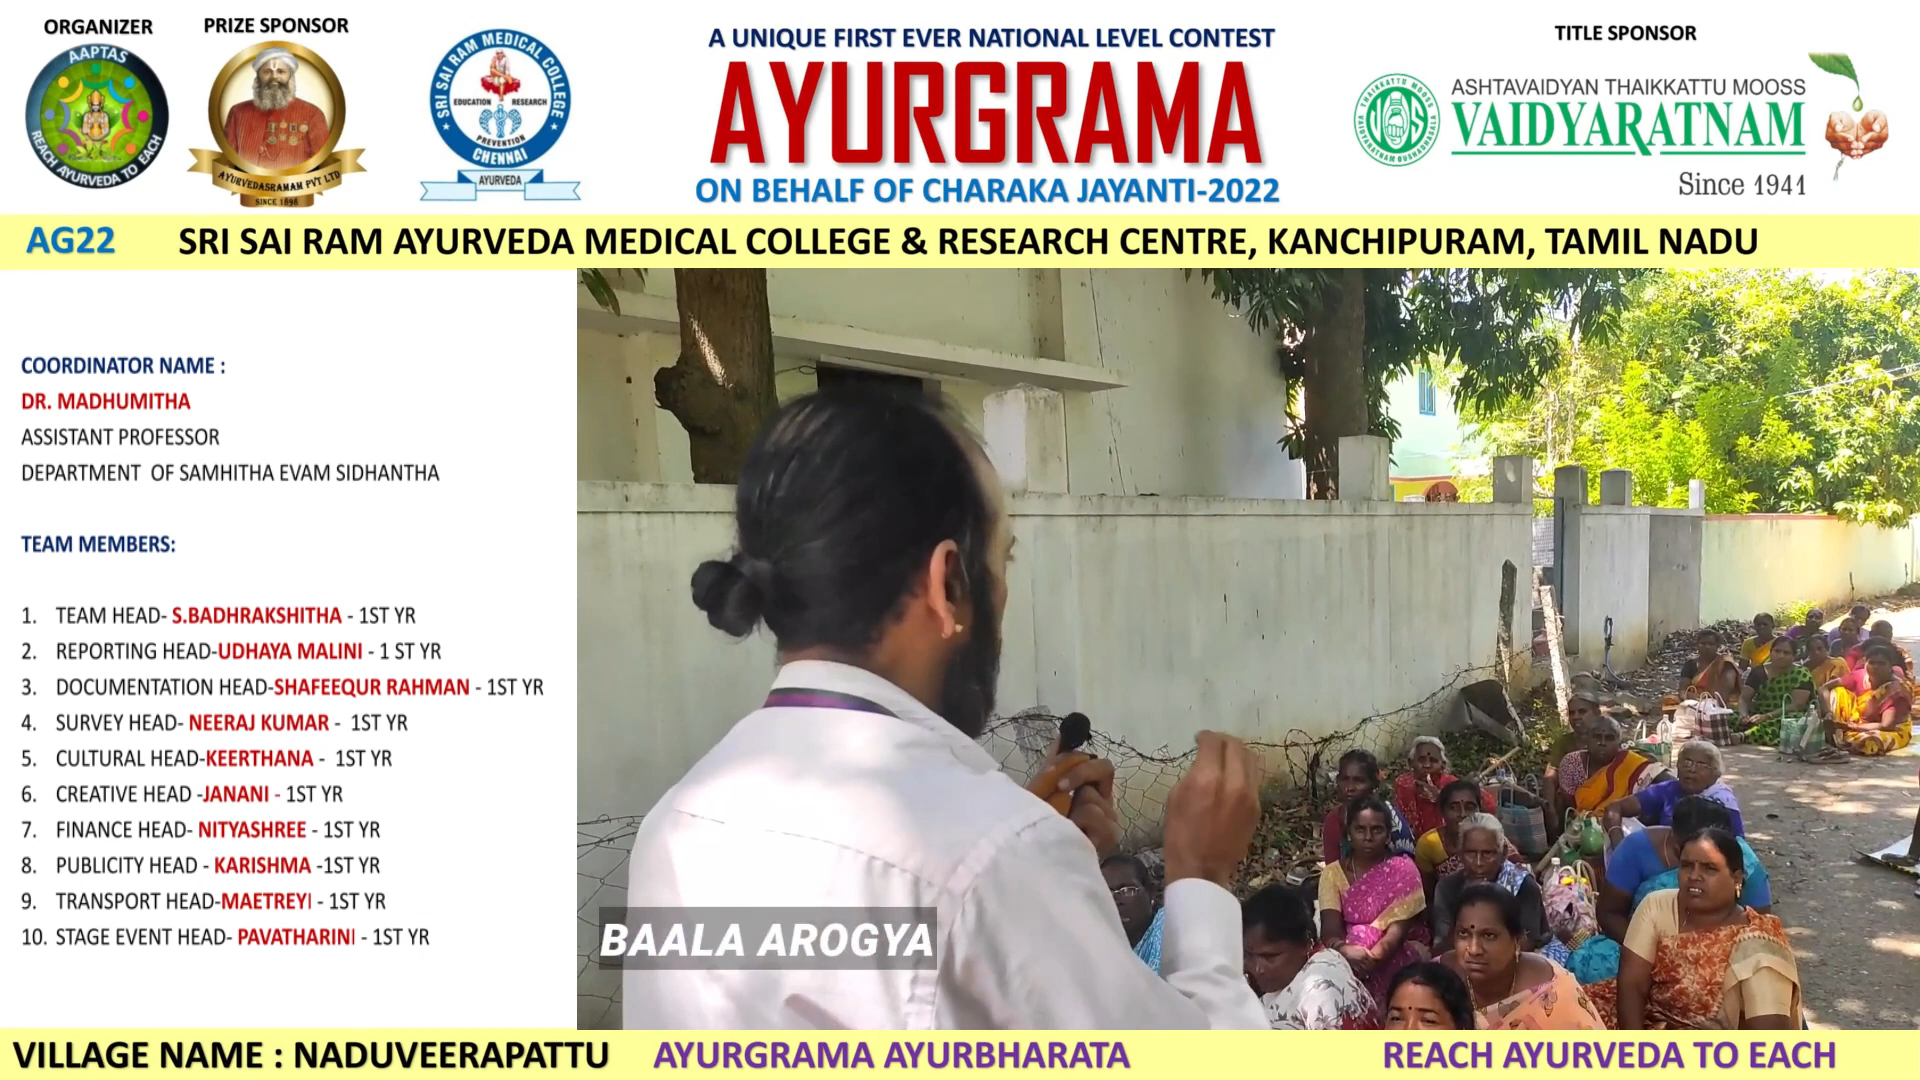 ORGANIZER
AAPTAS
REACH AYURVEDA TO EACH
PRIZE SPONSOR
AYURVEDASRAMAM PVT LTD
SINCE 1898
SRI SAI RAM MEDICAL COLLEGE
EDUCATION RESEARCH
PREVENTION
CHENNAI
AYURVEDA
A UNIQUE FIRST EVER NATIONAL LEVEL CONTEST
AYURGRAMA
ON BEHALF OF CHARAKA JAYANTI-2022
TITLE SPONSOR
THAIKKATTU MOOSS
VAIDYARATNAM OUSHADHASALA
ASHTAVAIDYAN THAIKKATTU MOOSS
VAIDYARATNAM
Since 1941
AG22 SRI SAI RAM AYURVEDA MEDICAL COLLEGE & RESEARCH CENTRE, KANCHIPURAM, TAMIL NADU
COORDINATOR NAME :
DR. MADHUMITHA
ASSISTANT PROFESSOR
DEPARTMENT OF SAMHITHA EVAM SIDHANTHA
TEAM MEMBERS:
1. TEAM HEAD- S.BADHRAKSHITHA - 1ST YR
2. REPORTING HEAD-UDHAYA MALINI - 1 ST YR
3. DOCUMENTATION HEAD-SHAFEEQUR RAHMAN - 1ST YR
4. SURVEY HEAD- NEERAJ KUMAR - 1ST YR
5. CULTURAL HEAD-KEERTHANA - 1ST YR
6. CREATIVE HEAD -JANANI - 1ST YR
7. FINANCE HEAD- NITYASHREE - 1ST YR
8. PUBLICITY HEAD - KARISHMA -1ST YR
9. TRANSPORT HEAD-MAETREYI - 1ST YR
10. STAGE EVENT HEAD- PAVATHARINI - 1ST YR
BAALA AROGYA
VILLAGE NAME : NADUVEERAPATTU AYURGRAMA AYURBHARATA REACH AYURVEDA TO EACH